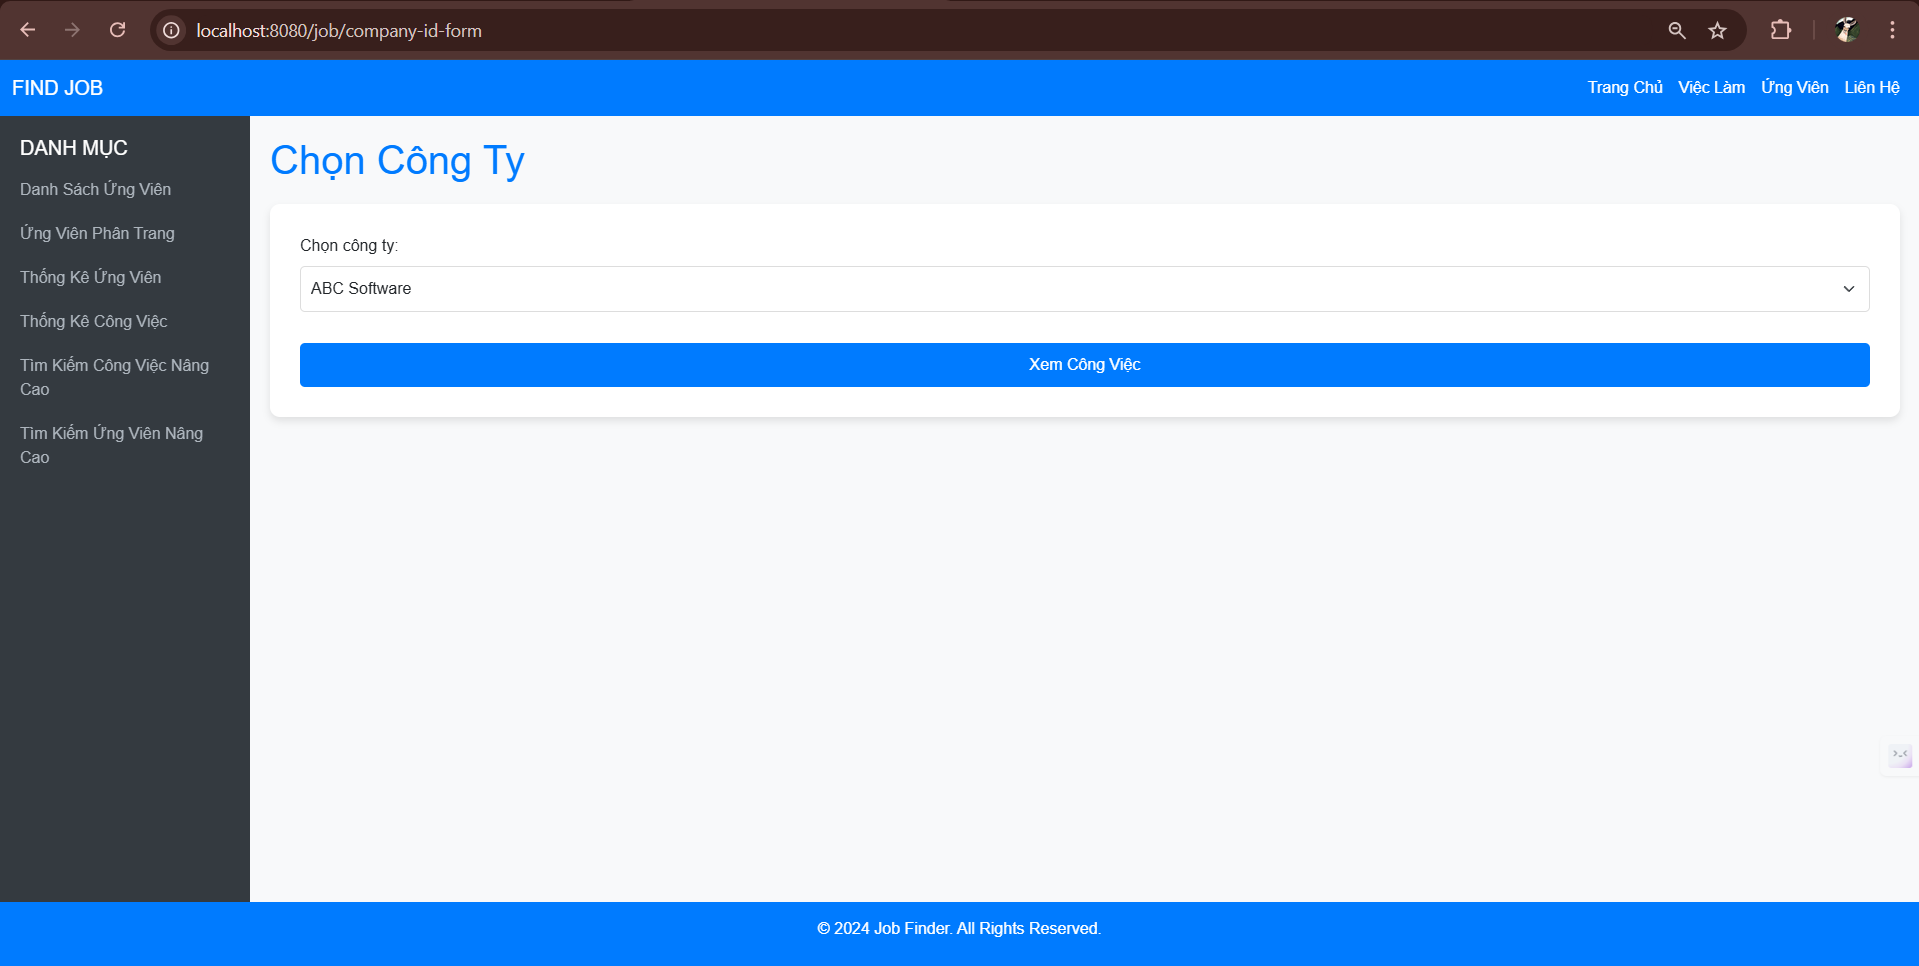 localhost:8080/job/company-id-form
FIND JOB
Trang Chủ
Việc Làm
Ứng Viên
Liên Hệ
DANH MỤC
Danh Sách Ứng Viên
Ứng Viên Phân Trang
Thống Kê Ứng Viên
Thống Kê Công Việc
Tìm Kiếm Công Việc Nâng
Cao
Tìm Kiếm Ứng Viên Nâng
Cao
Chọn Công Ty
Chọn công ty:
ABC Software
Xem Công Việc
© 2024 Job Finder. All Rights Reserved.